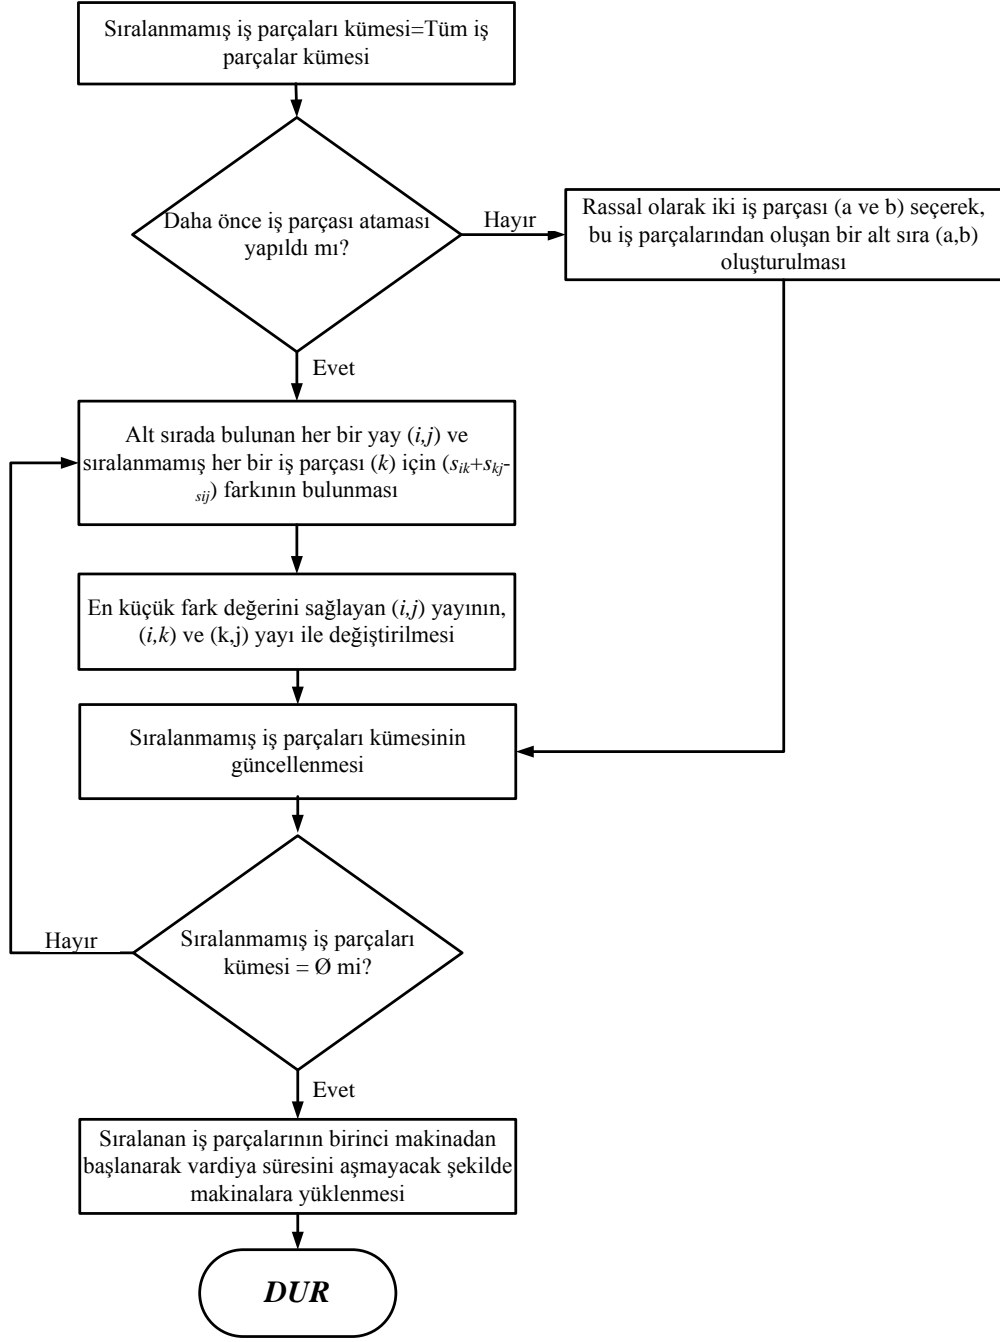 Sıralanmamış iş parçaları kümesi=Tüm iş
parçalar kümesi
Daha önce iş parçası ataması
yapıldı mı?
Hayır
Rassal olarak iki iş parçası (a ve b) seçerek,
bu iş parçalarından oluşan bir alt sıra (a,b)
oluşturulması
Evet
Alt sırada bulunan her bir yay (i,j) ve
sıralanmamış her bir iş parçası (k) için (sik+skj-
sij) farkının bulunması
En küçük fark değerini sağlayan (i,j) yayının,
(i,k) ve (k,j) yayı ile değiştirilmesi
Sıralanmamış iş parçaları kümesinin
güncellenmesi
Hayır
Sıralanmamış iş parçaları
kümesi = Ø mi?
Evet
Sıralanan iş parçalarının birinci makinadan
başlanarak vardiya süresini aşmayacak şekilde
makinalara yüklenmesi
DUR